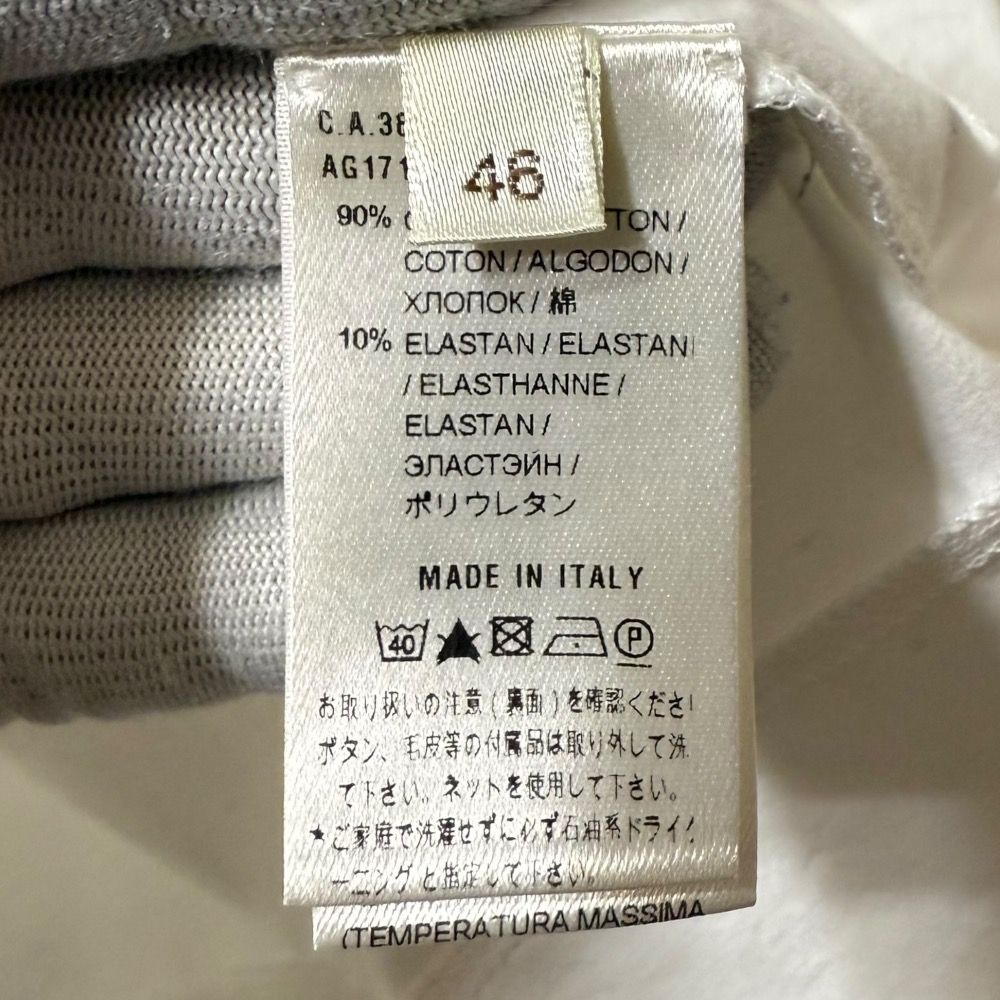 C.A.38
AG171
46
90% TON /
COTON / ALGODON /
ХЛОПОК / 綿
10% ELASTAN / ELASTAN
/ ELASTHANNE /
ELASTAN /
ЭЛАСТЭЙН /
ポリウレタン
MADE IN ITALY
40 P
お取り扱いの注意(裏面)を確認くださ
ボタン、毛皮等の付属品は取り外して洗
て下さい。ネットを使用して下さい。
★ご家庭で洗濯せずに必ず石油系ドライク
ーニングと指定して下さい。
(TEMPERATURA MASSIMA